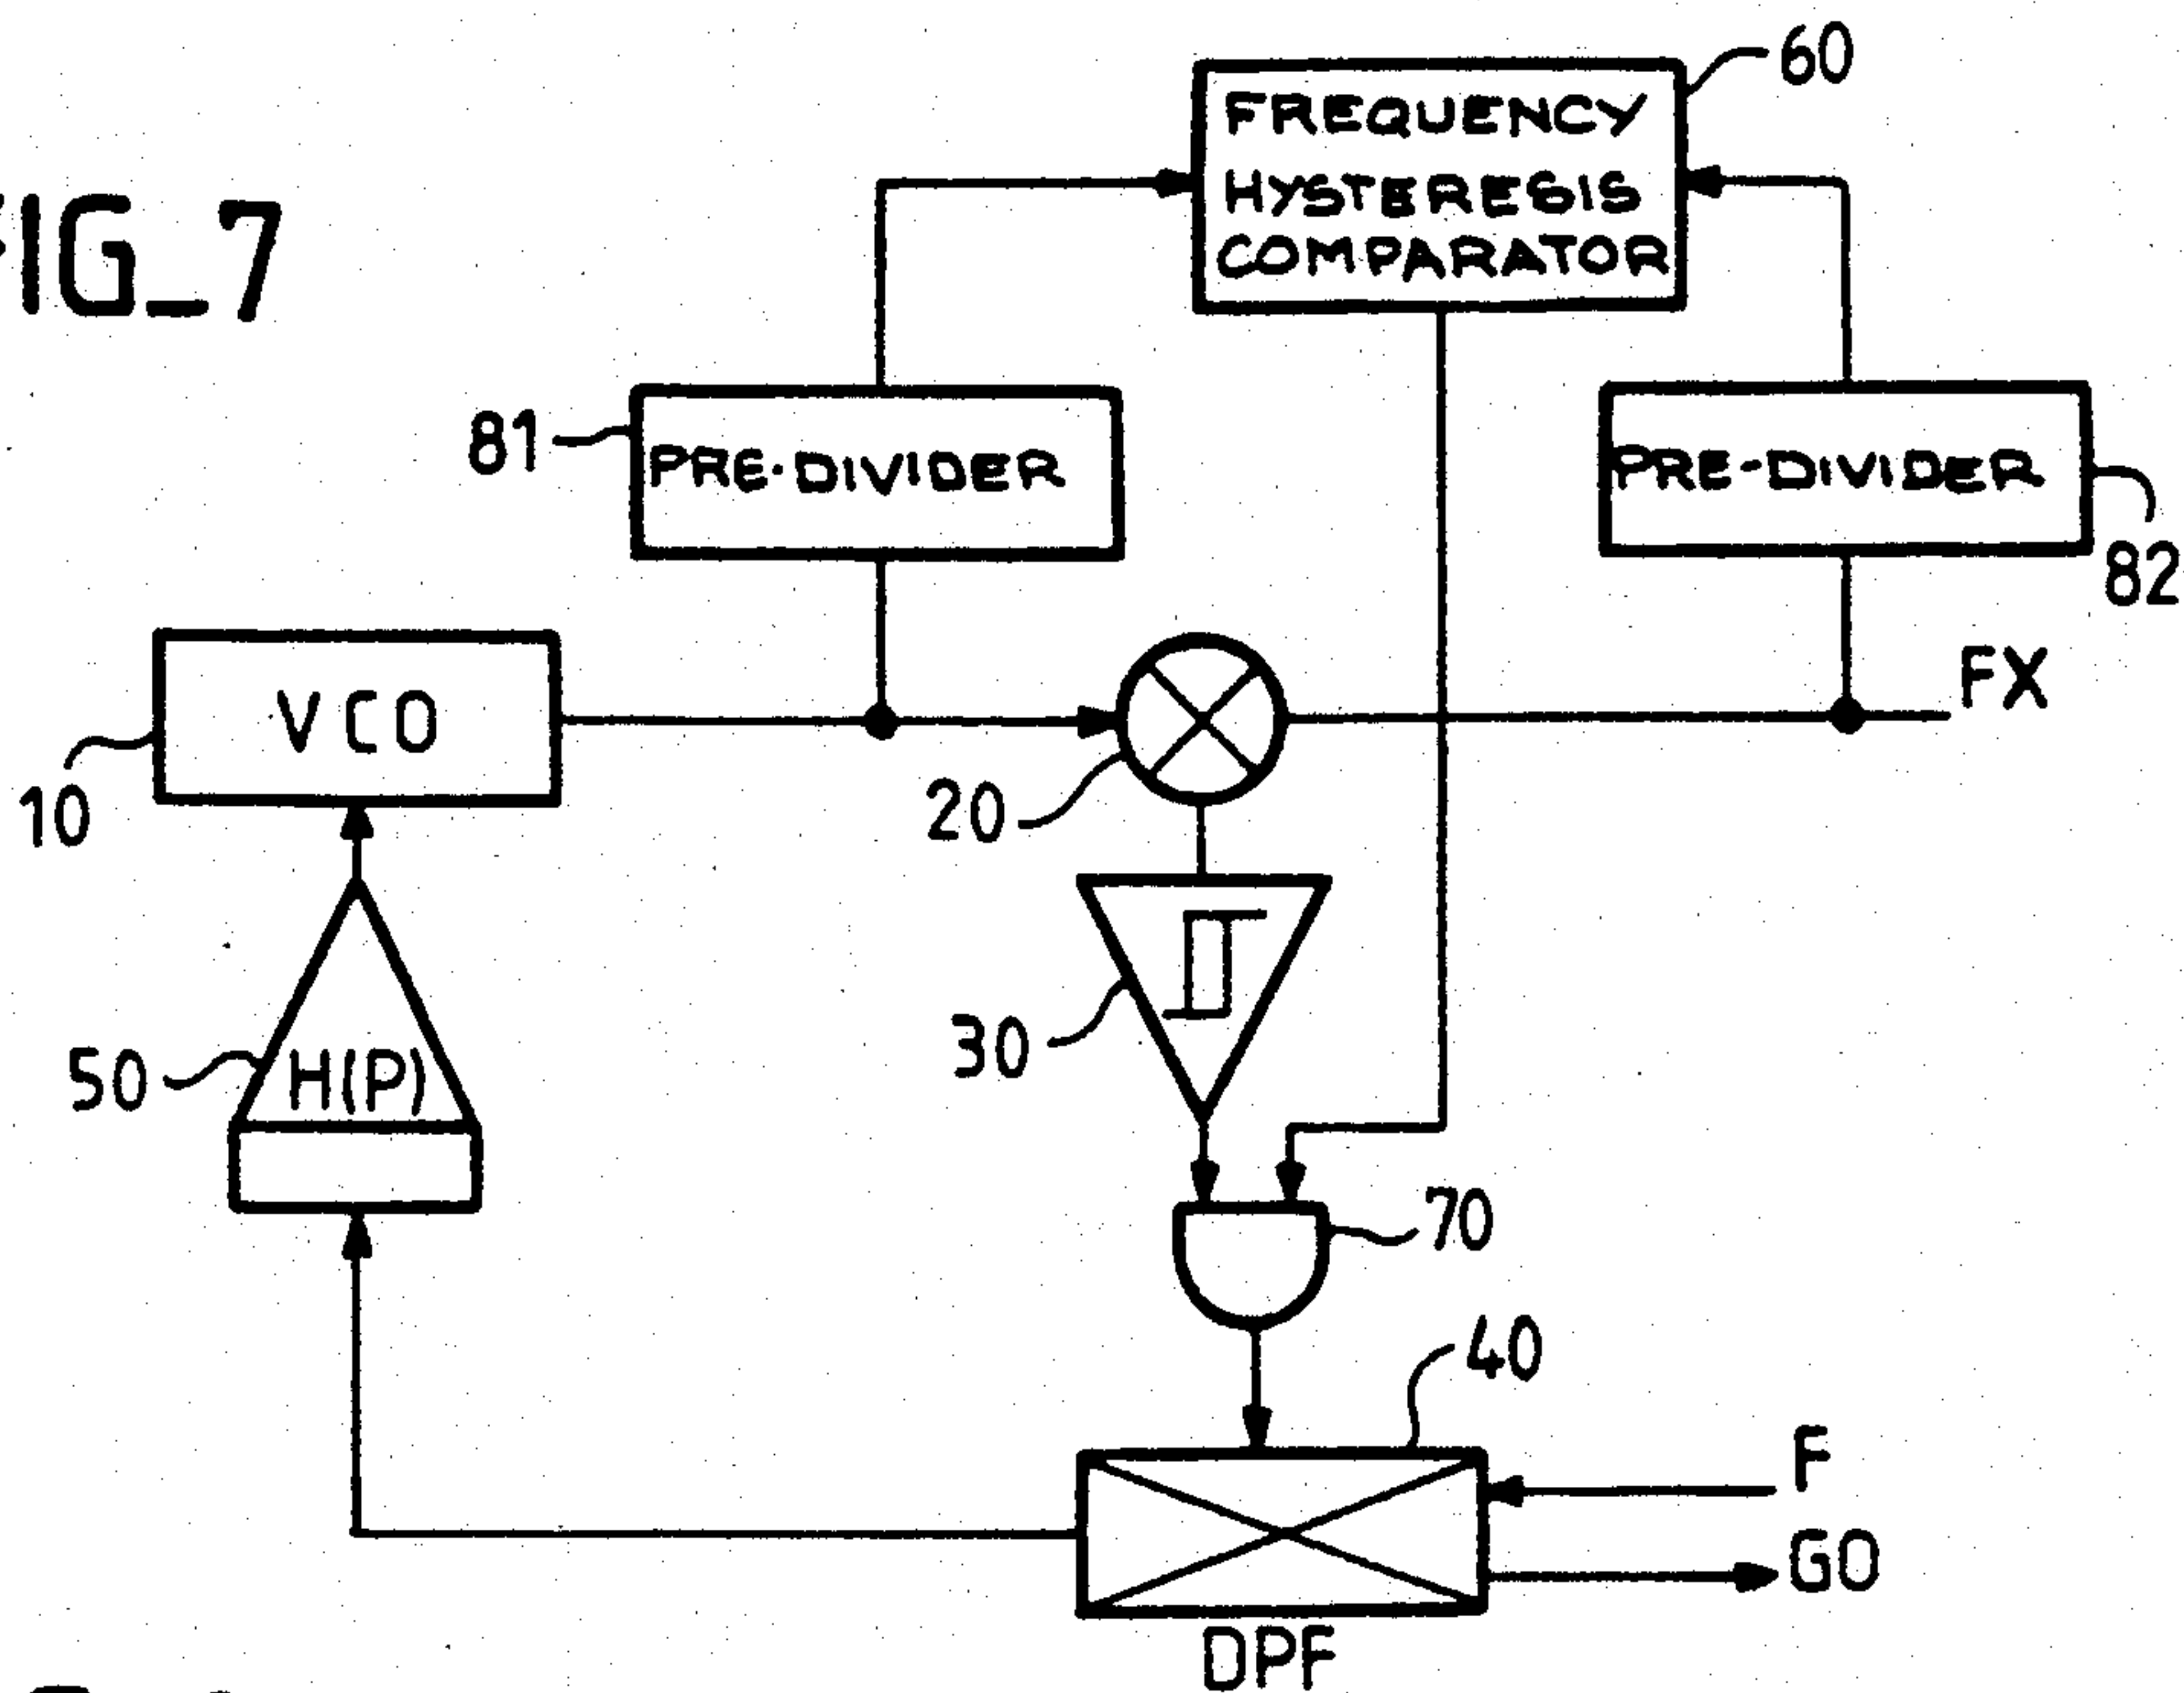 FIG_7
60
FREQUENCY
HYSTEREGIS
COMPARATOR
81
PRE-DIVIDER
PRE-DIVIDER
82
VCO
FX
10
20
30
50
H(P)
70
40
F
GO
DPF